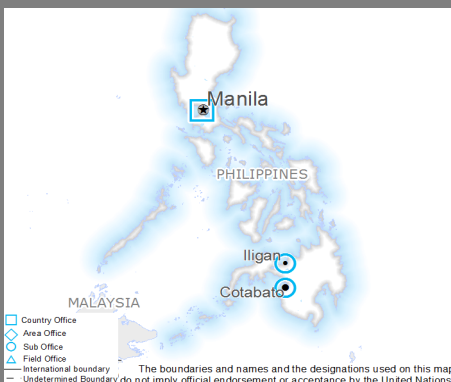 Manila
PHILIPPINES
Iligan
Cotabato
MALAYSIA
Country Office
Area Office
Sub Office
Field Office
International boundary
Undetermined Boundary
The boundaries and names and the designations used on this map
do not imply official endorsement or acceptance by the United Nations.